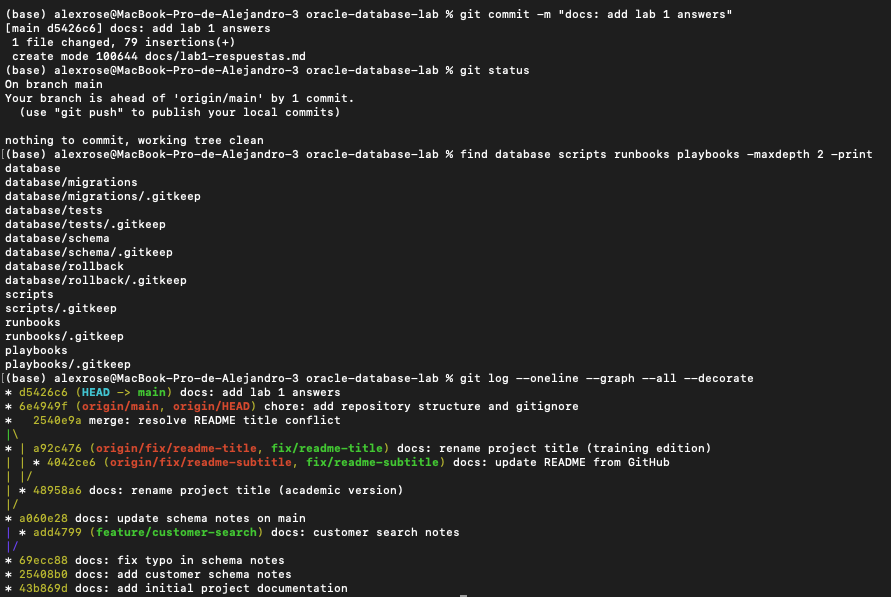 (base) alexrose@MacBook-Pro-de-Alejandro-3 oracle-database-lab % git commit -m "docs: add lab 1 answers"
[main d5426c6] docs: add lab 1 answers
 1 file changed, 79 insertions(+)
 create mode 100644 docs/lab1-respuestas.md
(base) alexrose@MacBook-Pro-de-Alejandro-3 oracle-database-lab % git status
On branch main
Your branch is ahead of 'origin/main' by 1 commit.
  (use "git push" to publish your local commits)

nothing to commit, working tree clean
[(base) alexrose@MacBook-Pro-de-Alejandro-3 oracle-database-lab % find database scripts runbooks playbooks -maxdepth 2 -print
database
database/migrations
database/migrations/.gitkeep
database/tests
database/tests/.gitkeep
database/schema
database/schema/.gitkeep
database/rollback
database/rollback/.gitkeep
scripts
scripts/.gitkeep
runbooks
runbooks/.gitkeep
playbooks
playbooks/.gitkeep
[(base) alexrose@MacBook-Pro-de-Alejandro-3 oracle-database-lab % git log --oneline --graph --all --decorate
* d5426c6 (HEAD -> main) docs: add lab 1 answers
* 6e4949f (origin/main, origin/HEAD) chore: add repository structure and gitignore
*   2540e9a merge: resolve README title conflict
|\
* | a92c476 (origin/fix/readme-title, fix/readme-title) docs: rename project title (training edition)
| | * 4042ce6 (origin/fix/readme-subtitle, fix/readme-subtitle) docs: update README from GitHub
| |/
| * 48958a6 docs: rename project title (academic version)
|/
* a060e28 docs: update schema notes on main
| * add4799 (feature/customer-search) docs: customer search notes
|/
* 69ecc88 docs: fix typo in schema notes
* 25408b0 docs: add customer schema notes
* 43b869d docs: add initial project documentation